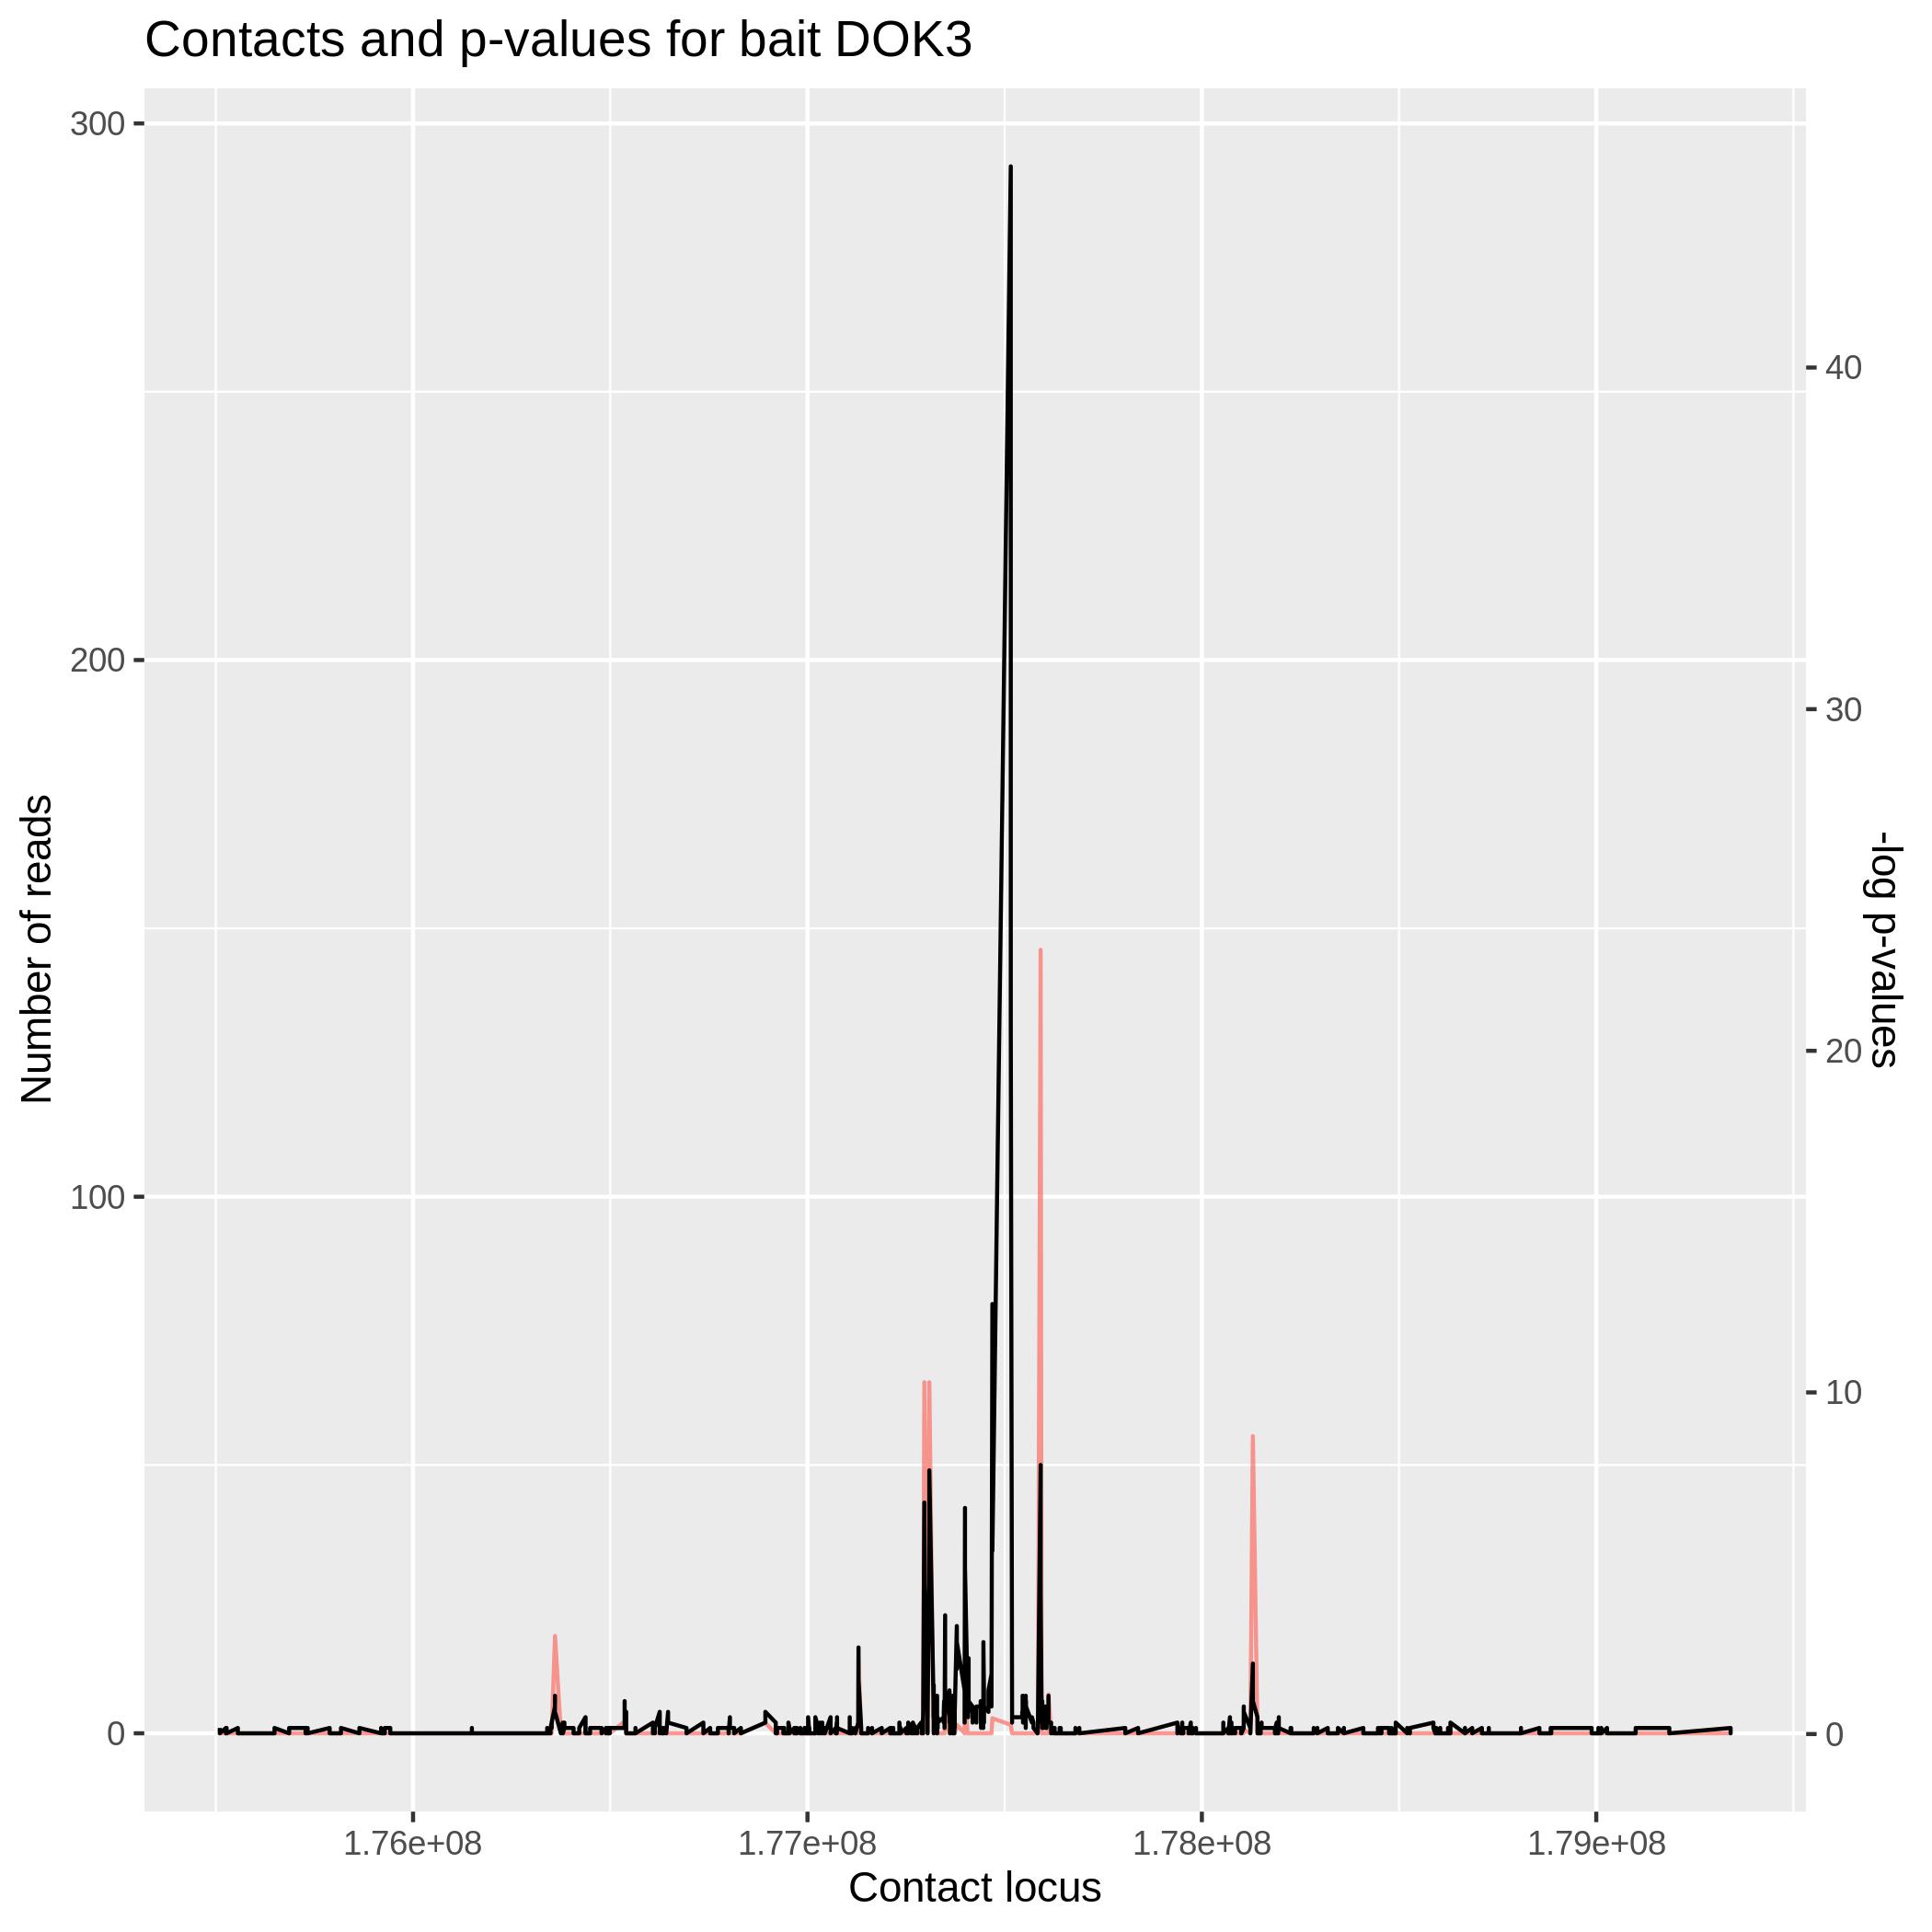 Contacts and p-values for bait DOK3
300
200
100
0
Number of reads
40
30
20
10
0
-log p-values
1.76e+08
1.77e+08
1.78e+08
1.79e+08
Contact locus